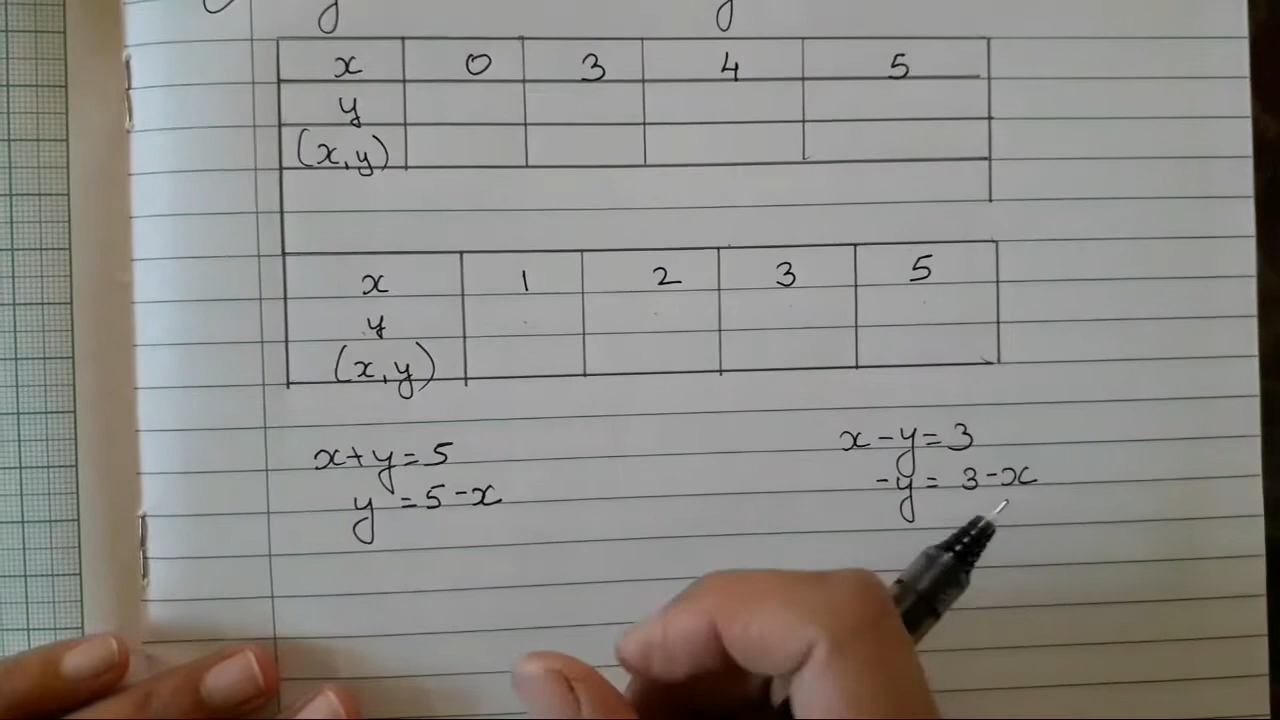 x 0 3 4 5
y
(x,y)
x 1 2 3 5
y
(x,y)
x+y=5
y =5-x
x-y=3
-y= 3-x